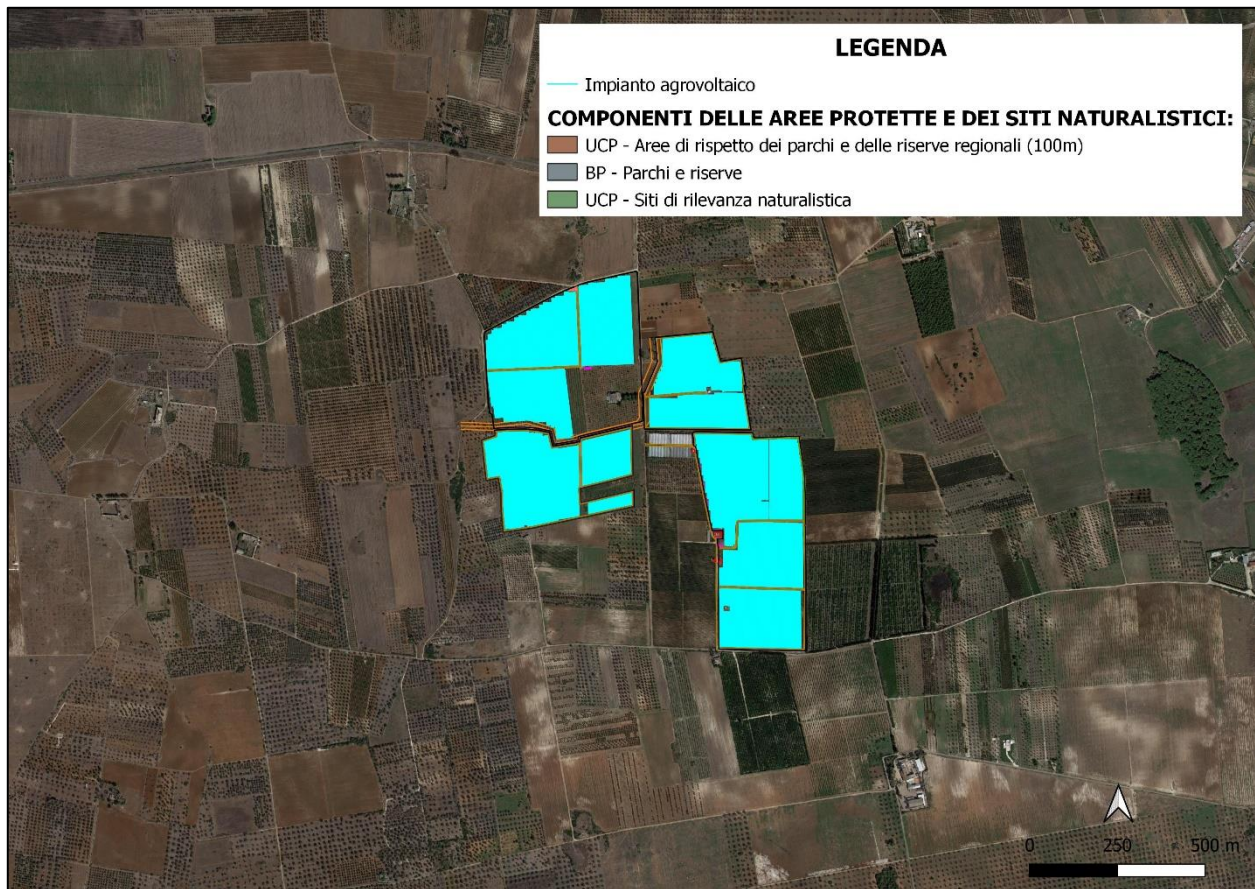 LEGENDA
Impianto agrovoltaico
COMPONENTI DELLE AREE PROTETTE E DEI SITI NATURALISTICI:
UCP - Aree di rispetto dei parchi e delle riserve regionali (100m)
BP - Parchi e riserve
UCP - Siti di rilevanza naturalistica
0 250 500 m